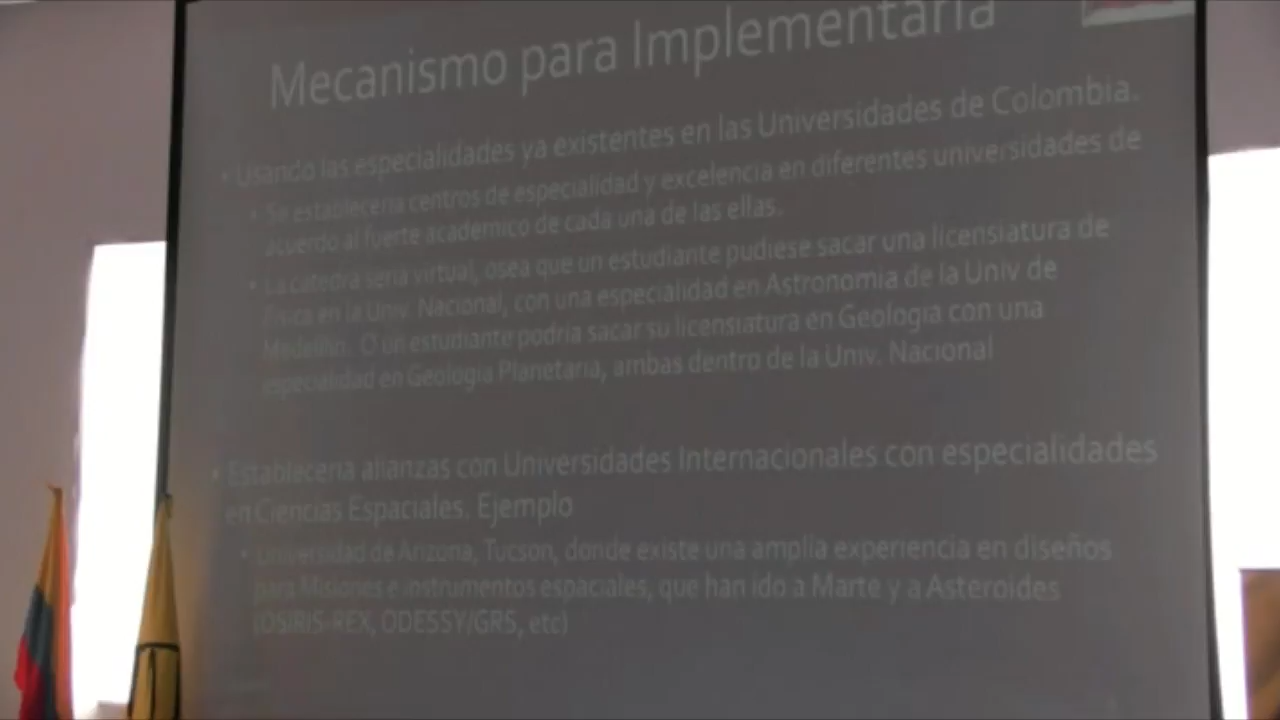 Mecanismo para Implementarla
• Usando las especialidades ya existentes en las Universidades de Colombia.
• Se estableceria centros de especialidad y excelencia en diferentes universidades de
acuerdo al fuerte academico de cada una de las ellas.
• La catedra seria virtual, osea que un estudiante pudiese sacar una licensiatura de
Fisica en la Univ. Nacional, con una especialidad en Astronomia de la Univ de
Medellin. O un estudiante podria sacar su licensiatura en Geologia con una
especialidad en Geologia Planetaria, ambas dentro de la Univ. Nacional
• Estableceria alianzas con Universidades Internacionales con especialidades
en Ciencias Espaciales. Ejemplo
• Universidad de Arizona, Tucson, donde existe una amplia experiencia en diseños
para Misiones e instrumentos espaciales, que han ido a Marte y a Asteroides
(OSIRIS-REX, ODESSY/GRS, etc)